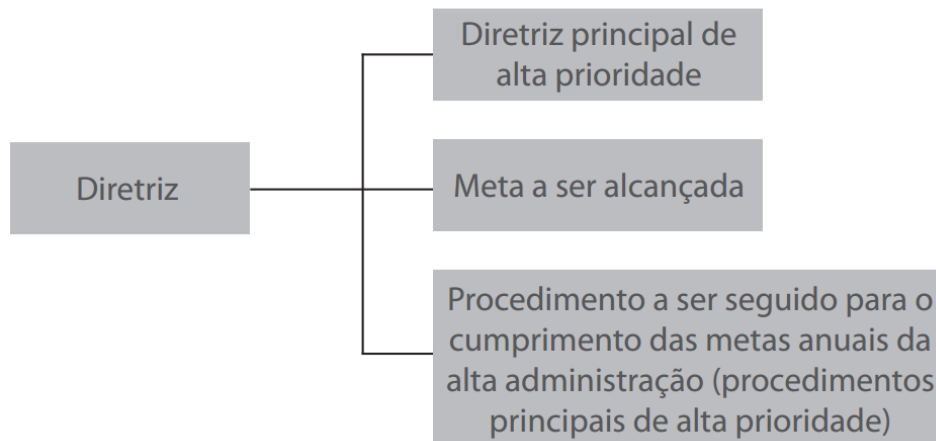 Diretriz
Diretriz principal de
alta prioridade
Meta a ser alcançada
Procedimento a ser seguido para o
cumprimento das metas anuais da
alta administração (procedimentos
principais de alta prioridade)